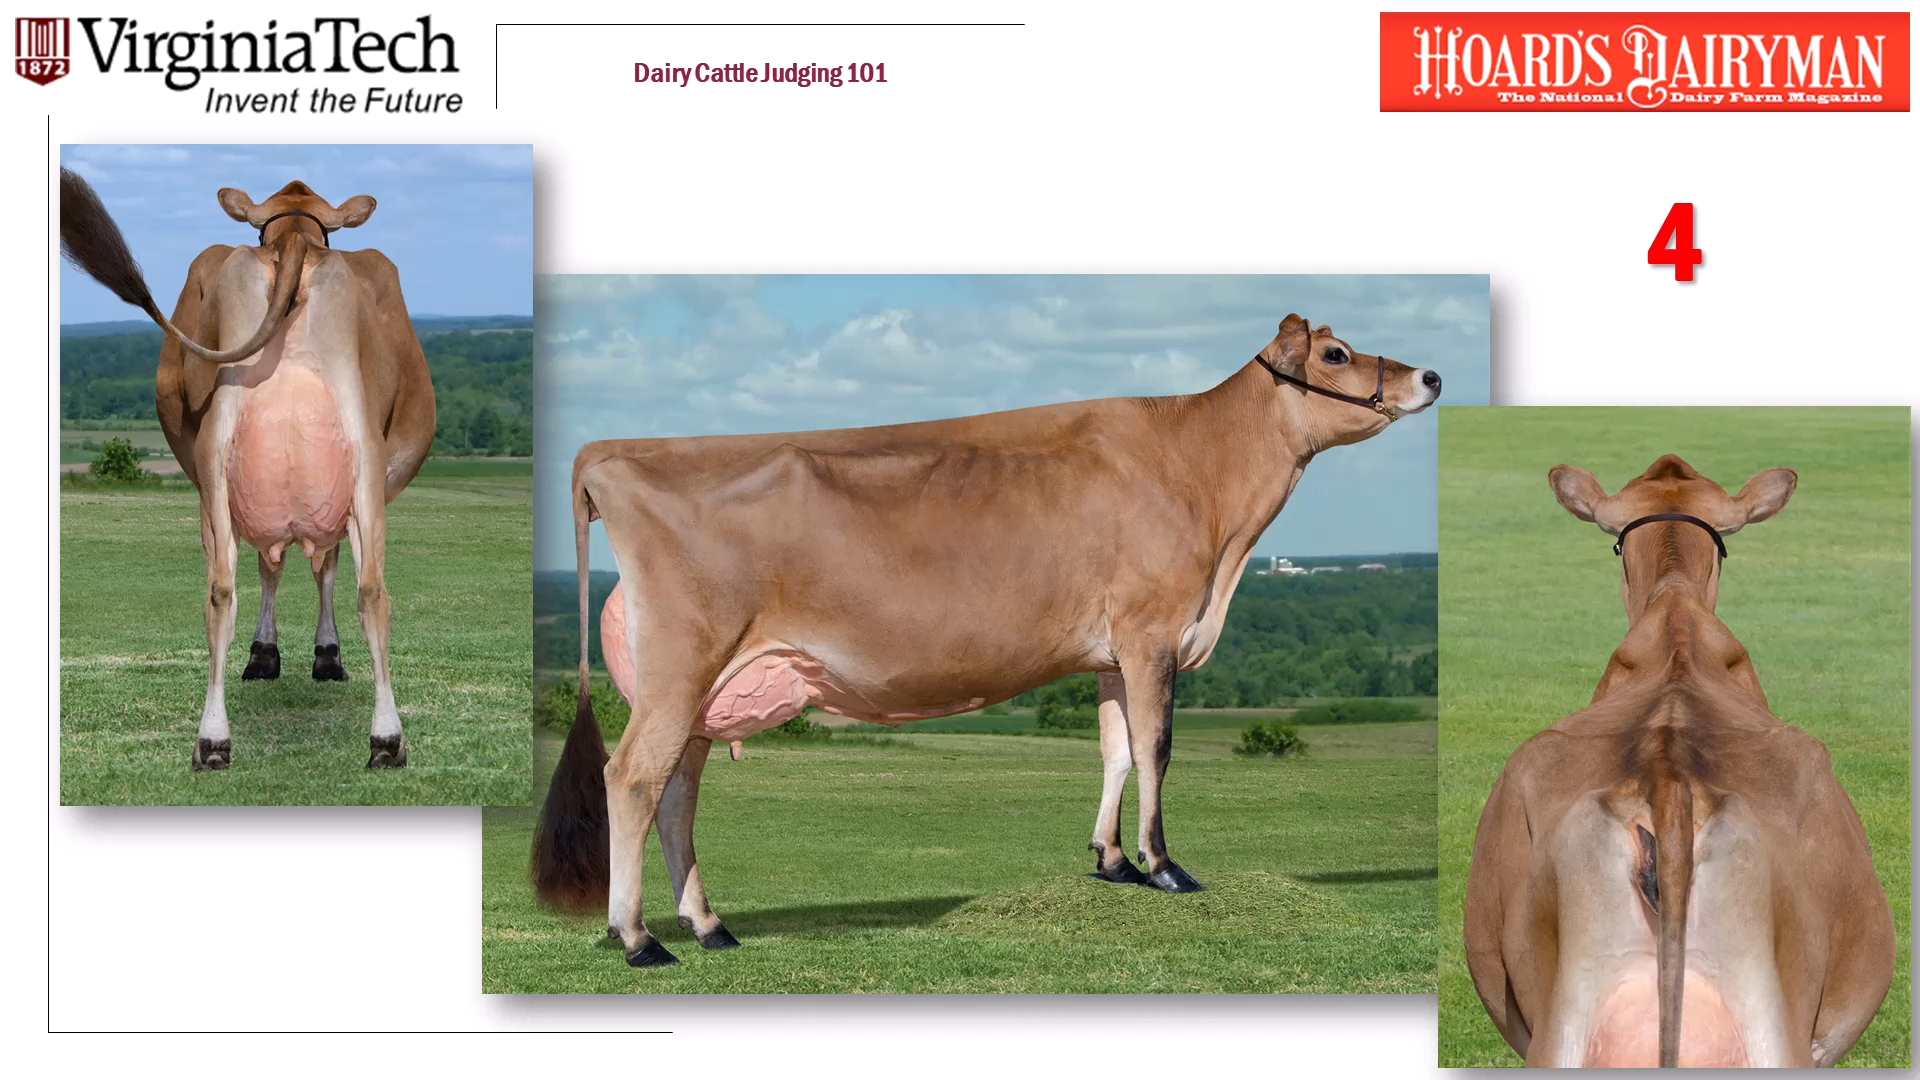 VirginiaTech
1872
Invent the Future
Dairy Cattle Judging 101
HOARD'S DAIRYMAN
The National Dairy Farm Magazine
4